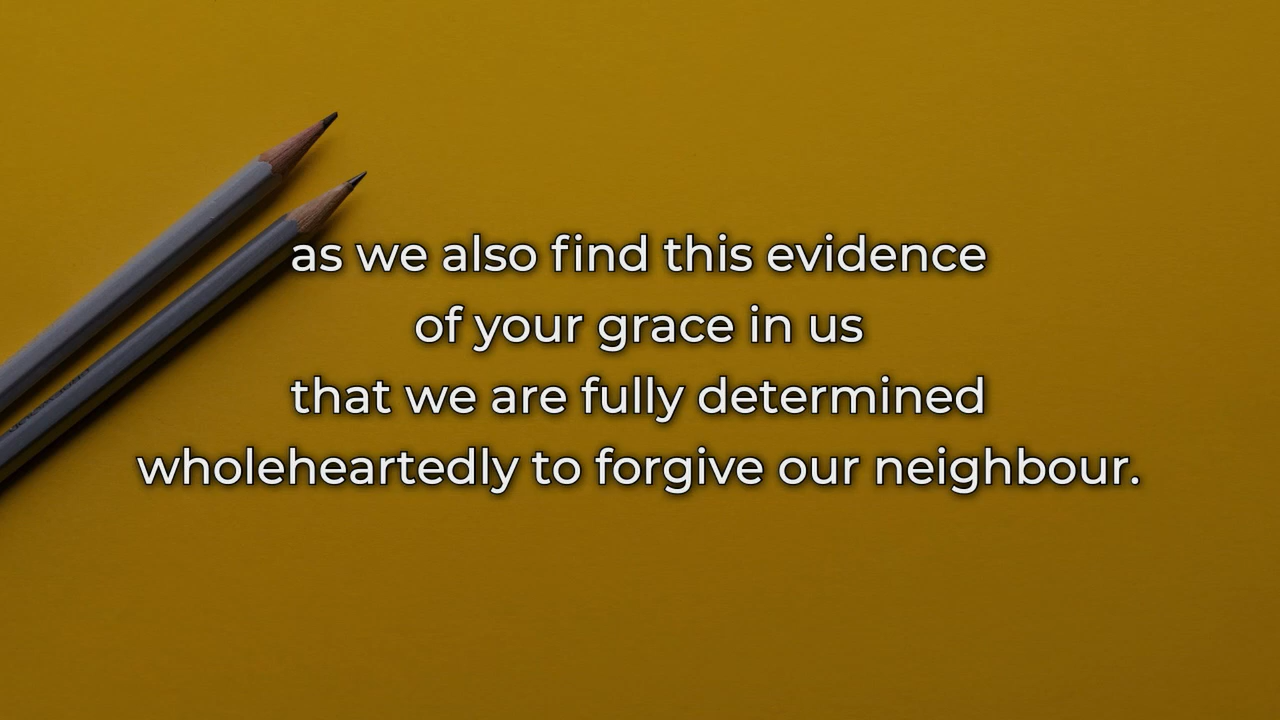 as we also find this evidence
of your grace in us
that we are fully determined
wholeheartedly to forgive our neighbour.